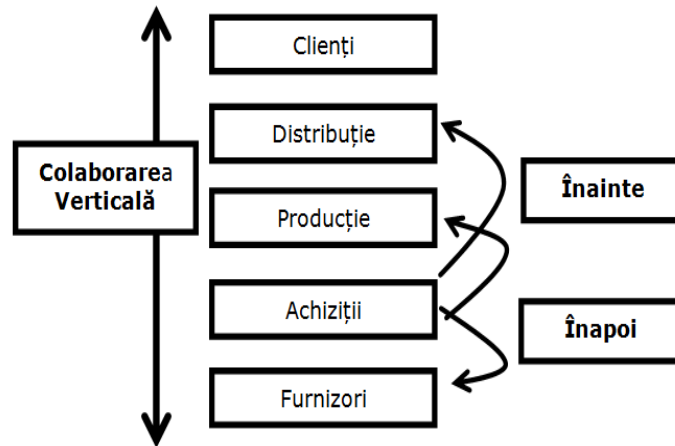 Clienți
Distribuție
Colaborarea
Verticală
Înainte
Producție
Achiziții
Înapoi
Furnizori